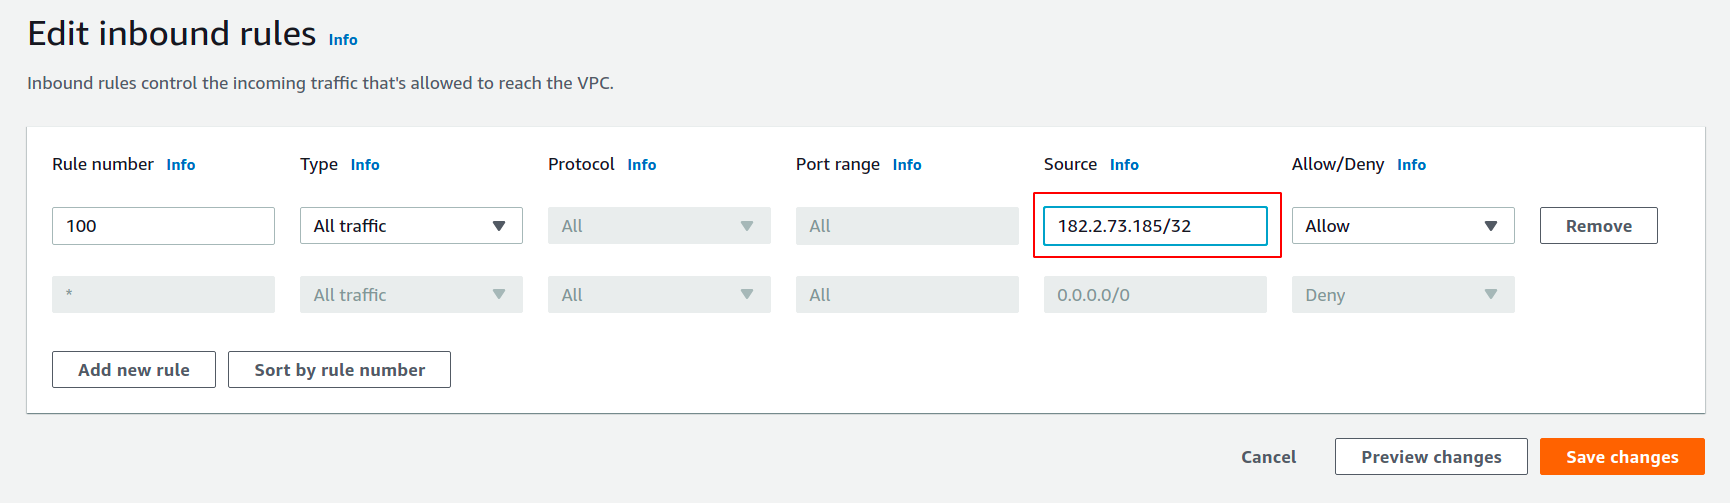 Edit inbound rules Info
Inbound rules control the incoming traffic that's allowed to reach the VPC.
Rule number Info Type Info Protocol Info Port range Info Source Info Allow/Deny Info
100 All traffic All All 182.2.73.185/32 Allow Remove
* All traffic All All 0.0.0.0/0 Deny
Add new rule Sort by rule number
Cancel Preview changes Save changes